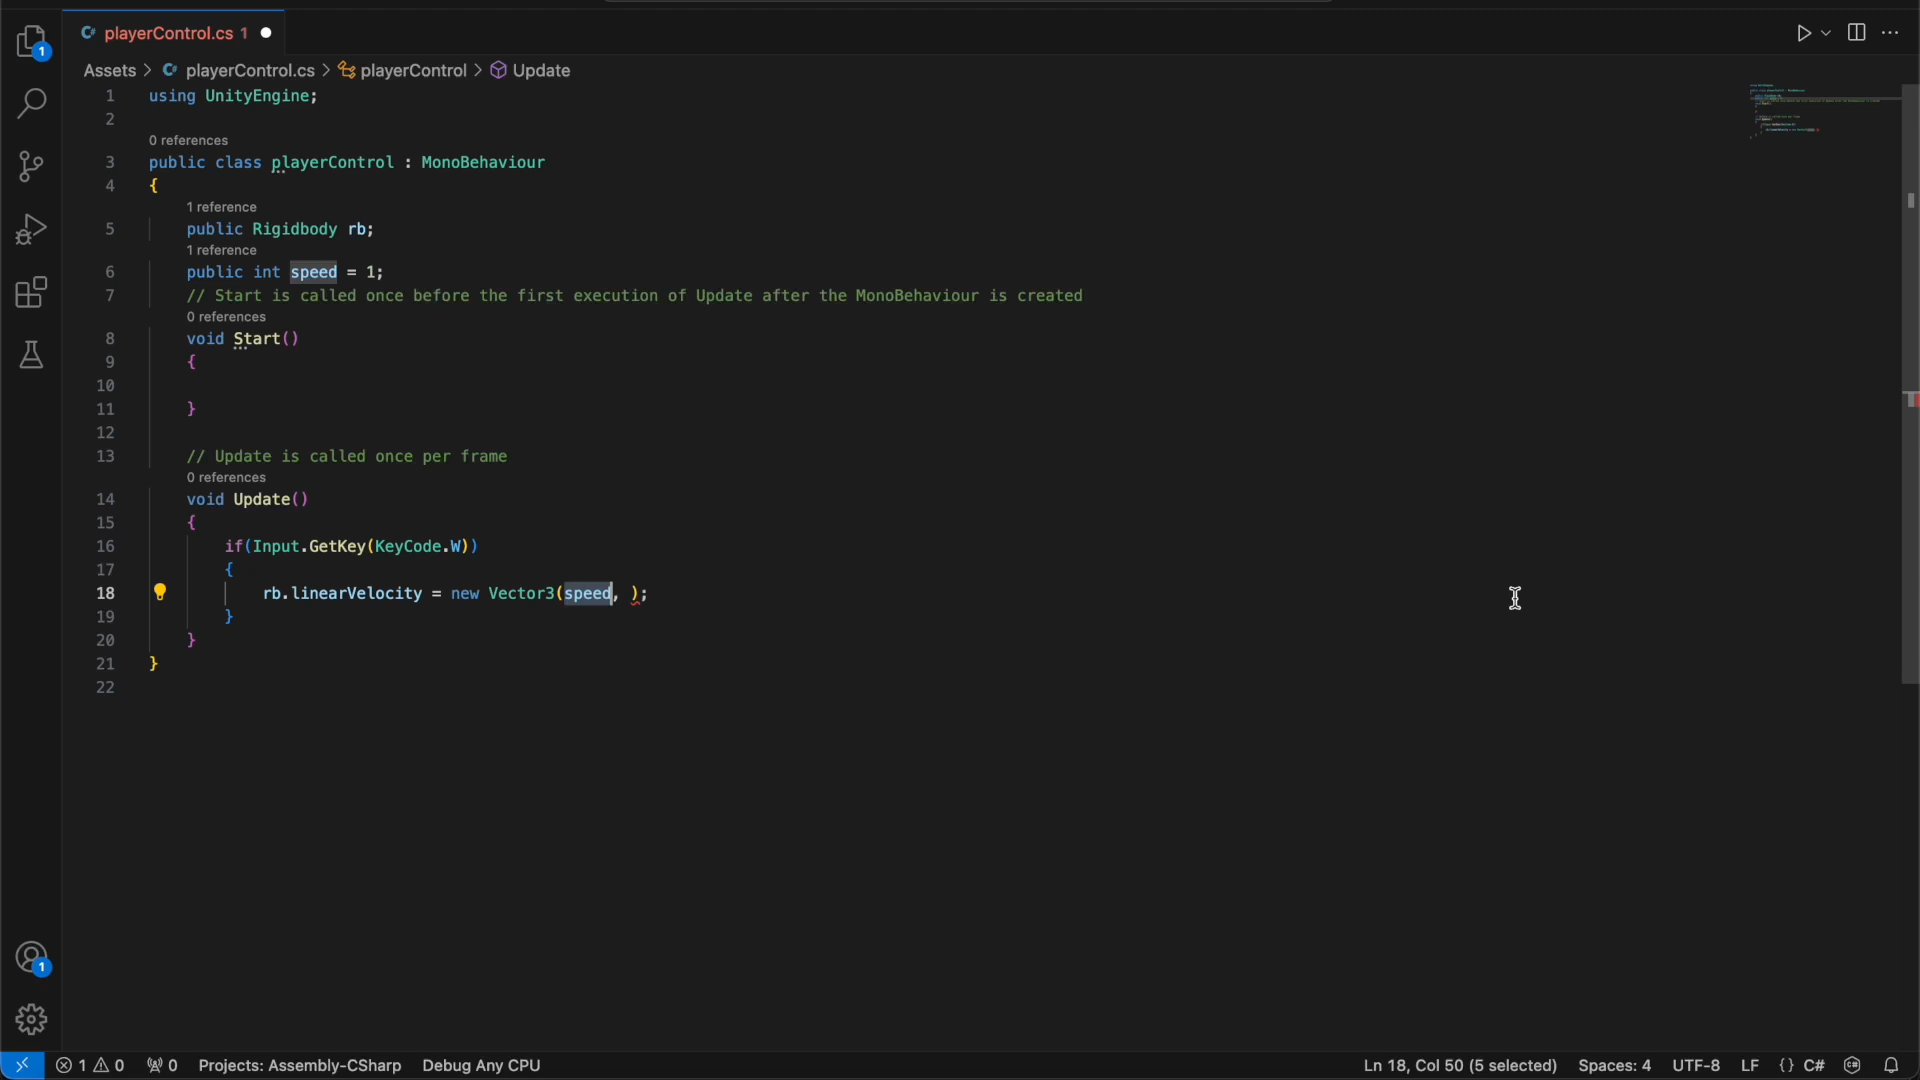 playerControl.cs 1
1
Assets > playerControl.cs > playerControl > Update
1 using UnityEngine;
2
0 references
3 public class playerControl : MonoBehaviour
4 {
1 reference
5 public Rigidbody rb;
1 reference
6 public int speed = 1;
7 // Start is called once before the first execution of Update after the MonoBehaviour is created
0 references
8 void Start()
9 {
10
11 }
12
13 // Update is called once per frame
0 references
14 void Update()
15 {
16 if(Input.GetKey(KeyCode.W))
17 {
18 rb.linearVelocity = new Vector3(speed, );
19 }
20 }
21 }
22
1
1 0 0 Projects: Assembly-CSharp Debug Any CPU Ln 18, Col 50 (5 selected) Spaces: 4 UTF-8 LF {} C#